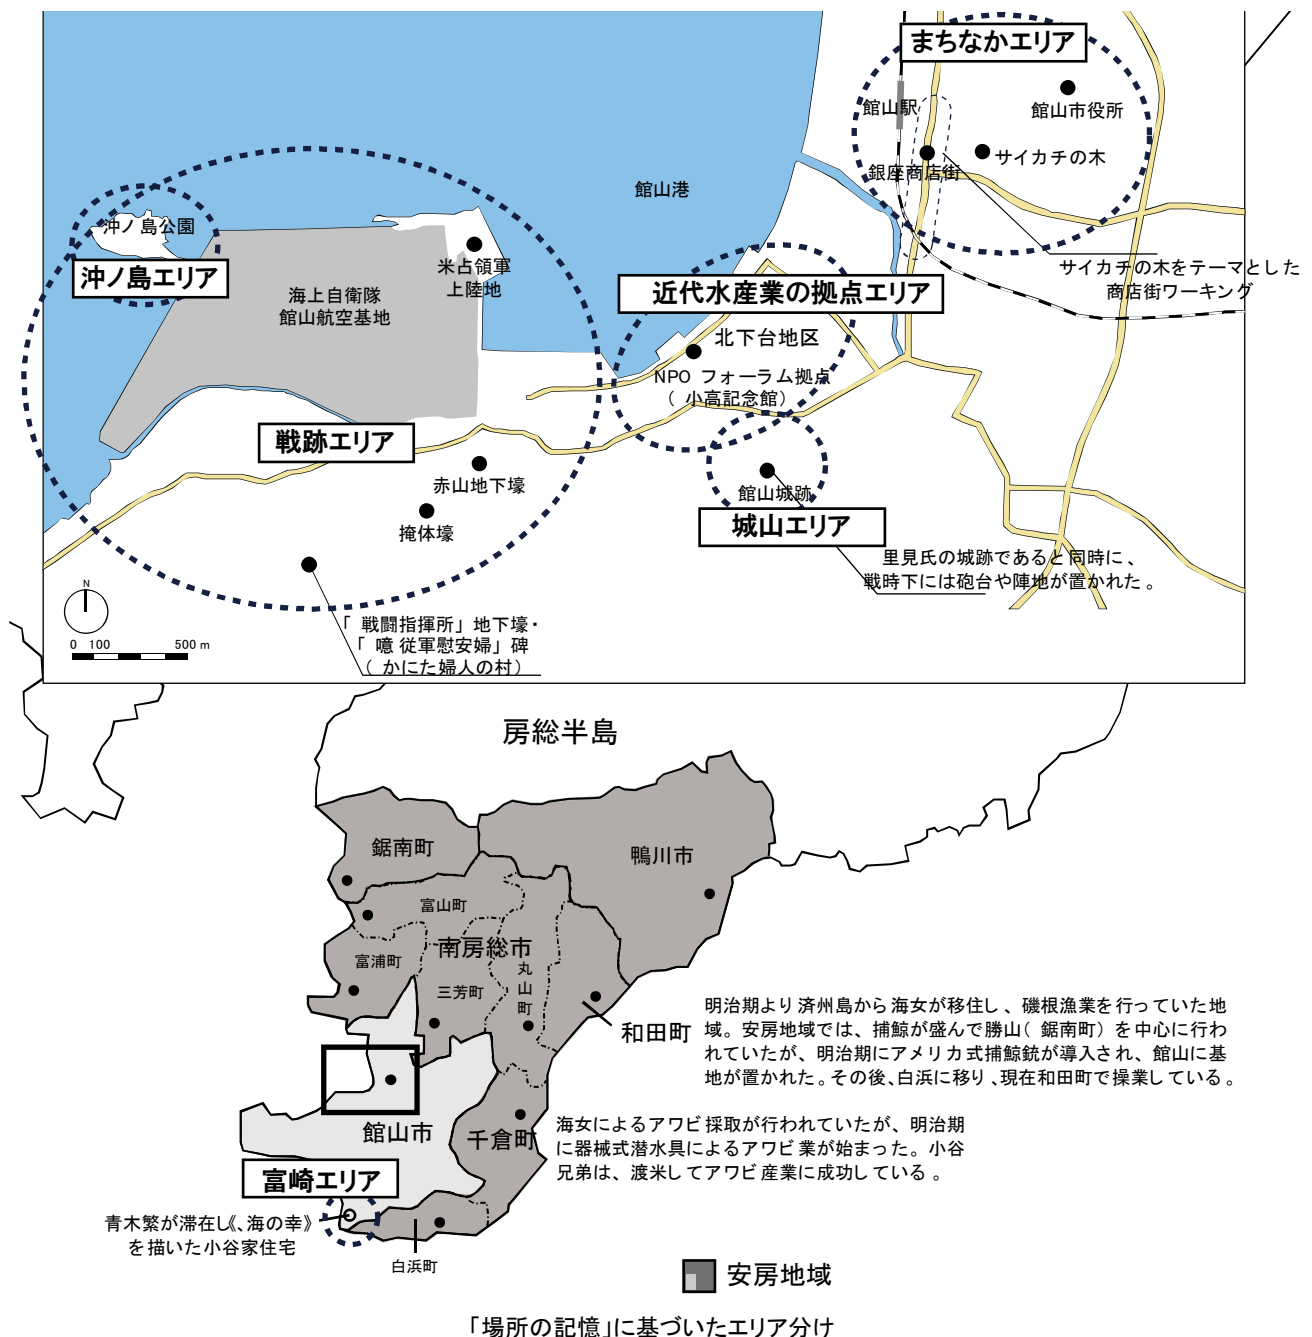 まちなかエリア
館山駅
館山市役所
サイカチの木
銀座商店街
館山港
沖ノ島公園
沖ノ島エリア
米占領軍
上陸地
海上自衛隊
館山航空基地
サイカチの木をテーマとした
商店街ワーキング
近代水産業の拠点エリア
北下台地区
NPO フォーラム拠点
（ 小高記念館）
戦跡エリア
赤山地下壕
掩体壕
館山城跡
城山エリア
里見氏の城跡であると同時に、
戦時下には砲台や陣地が置かれた。
N
0 100 500 m
「 戦闘指揮所」地下壕・
「 噫 従軍慰安婦」碑
（ かにた婦人の村）
房総半島
鋸南町
鴨川市
富山町
南房総市
富浦町
丸山町
三芳町
和田町
明治期より済州島から海女が移住し、磯根漁業を行っていた地
域。安房地域では、捕鯨が盛んで勝山（ 鋸南町）を中心に行わ
れていたが、明治期にアメリカ式捕鯨銃が導入され、館山に基
地が置かれた。その後、白浜に移り、現在和田町で操業している。
館山市
千倉町
海女によるアワビ採取が行われていたが、明治期
に器械式潜水具によるアワビ業が始まった。小谷
兄弟は、渡米してアワビ産業に成功している。
富崎エリア
青木繁が滞在し《、海の幸》
を描いた小谷家住宅
白浜町
安房地域
「場所の記憶」に基づいたエリア分け